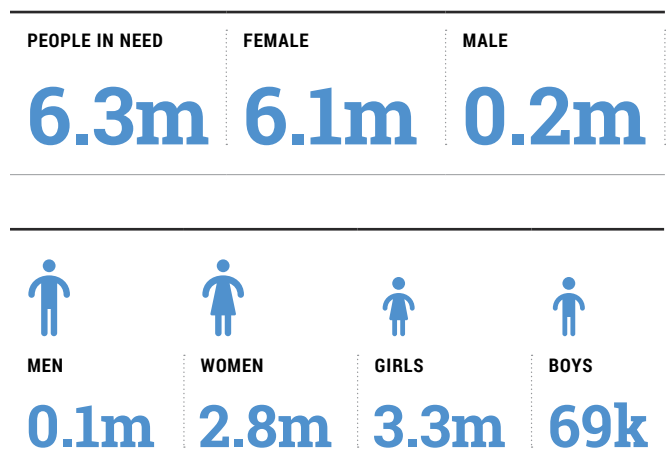 PEOPLE IN NEED FEMALE MALE
6.3m 6.1m 0.2m
MEN WOMEN GIRLS BOYS
0.1m 2.8m 3.3m 69k